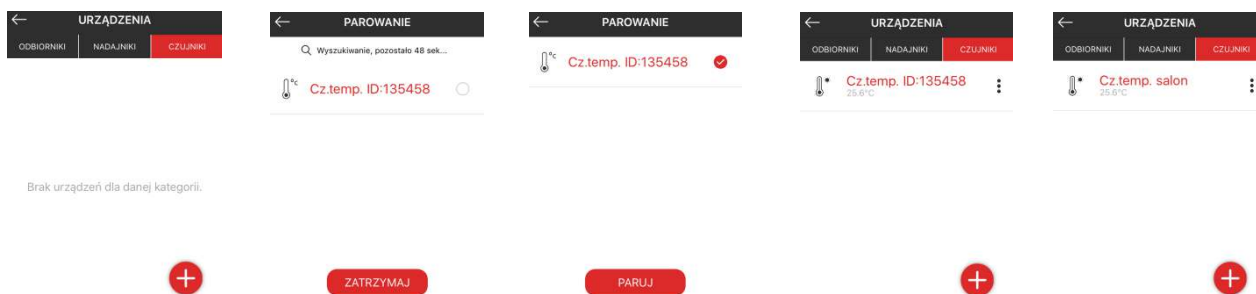 URZĄDZENIA
ODBIORNIKI NADAJNIKI CZUJNIKI
Brak urządzeń dla danej kategorii.
PAROWANIE
Wyszukiwanie, pozostało 48 sek...
°c Cz.temp. ID:135458
ZATRZYMAJ
PAROWANIE
°c Cz.temp. ID:135458
PARUJ
URZĄDZENIA
ODBIORNIKI NADAJNIKI CZUJNIKI
Cz.temp. ID:135458
25.6°C
URZĄDZENIA
ODBIORNIKI NADAJNIKI CZUJNIKI
Cz.temp. salon
25.6°C